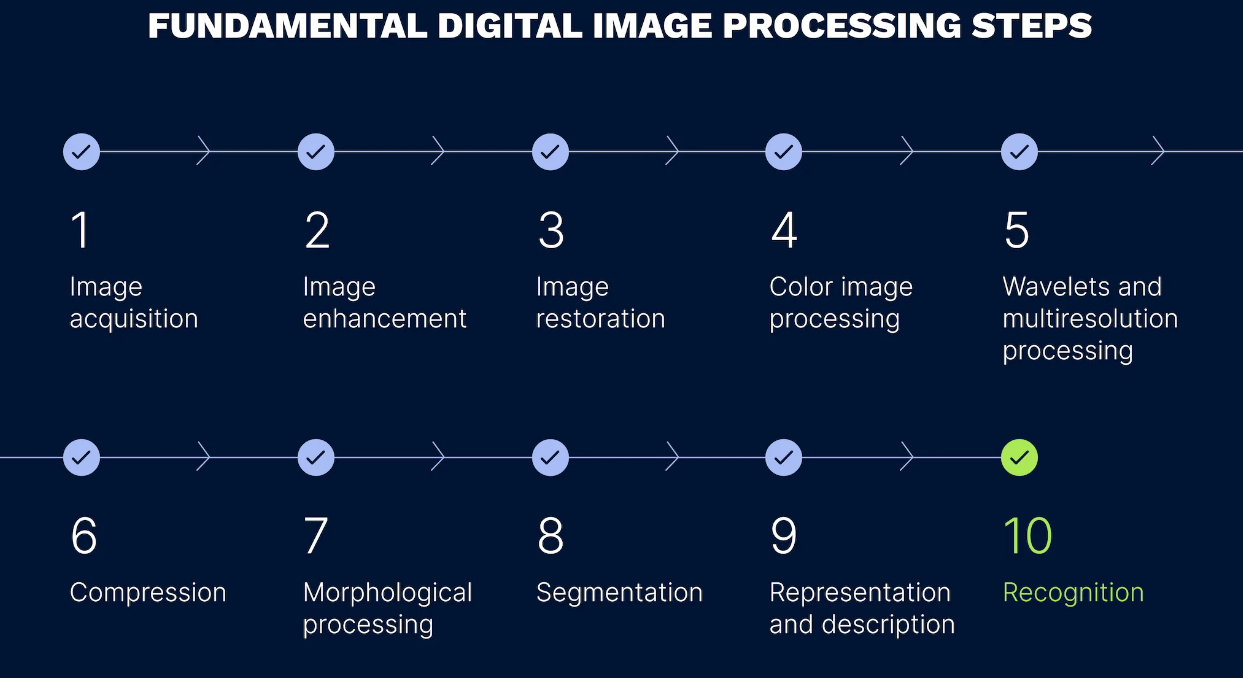 FUNDAMENTAL DIGITAL IMAGE PROCESSING STEPS
1
Image
acquisition
2
Image
enhancement
3
Image
restoration
4
Color image
processing
5
Wavelets and
multiresolution
processing
6
Compression
7
Morphological
processing
8
Segmentation
9
Representation
and description
10
Recognition